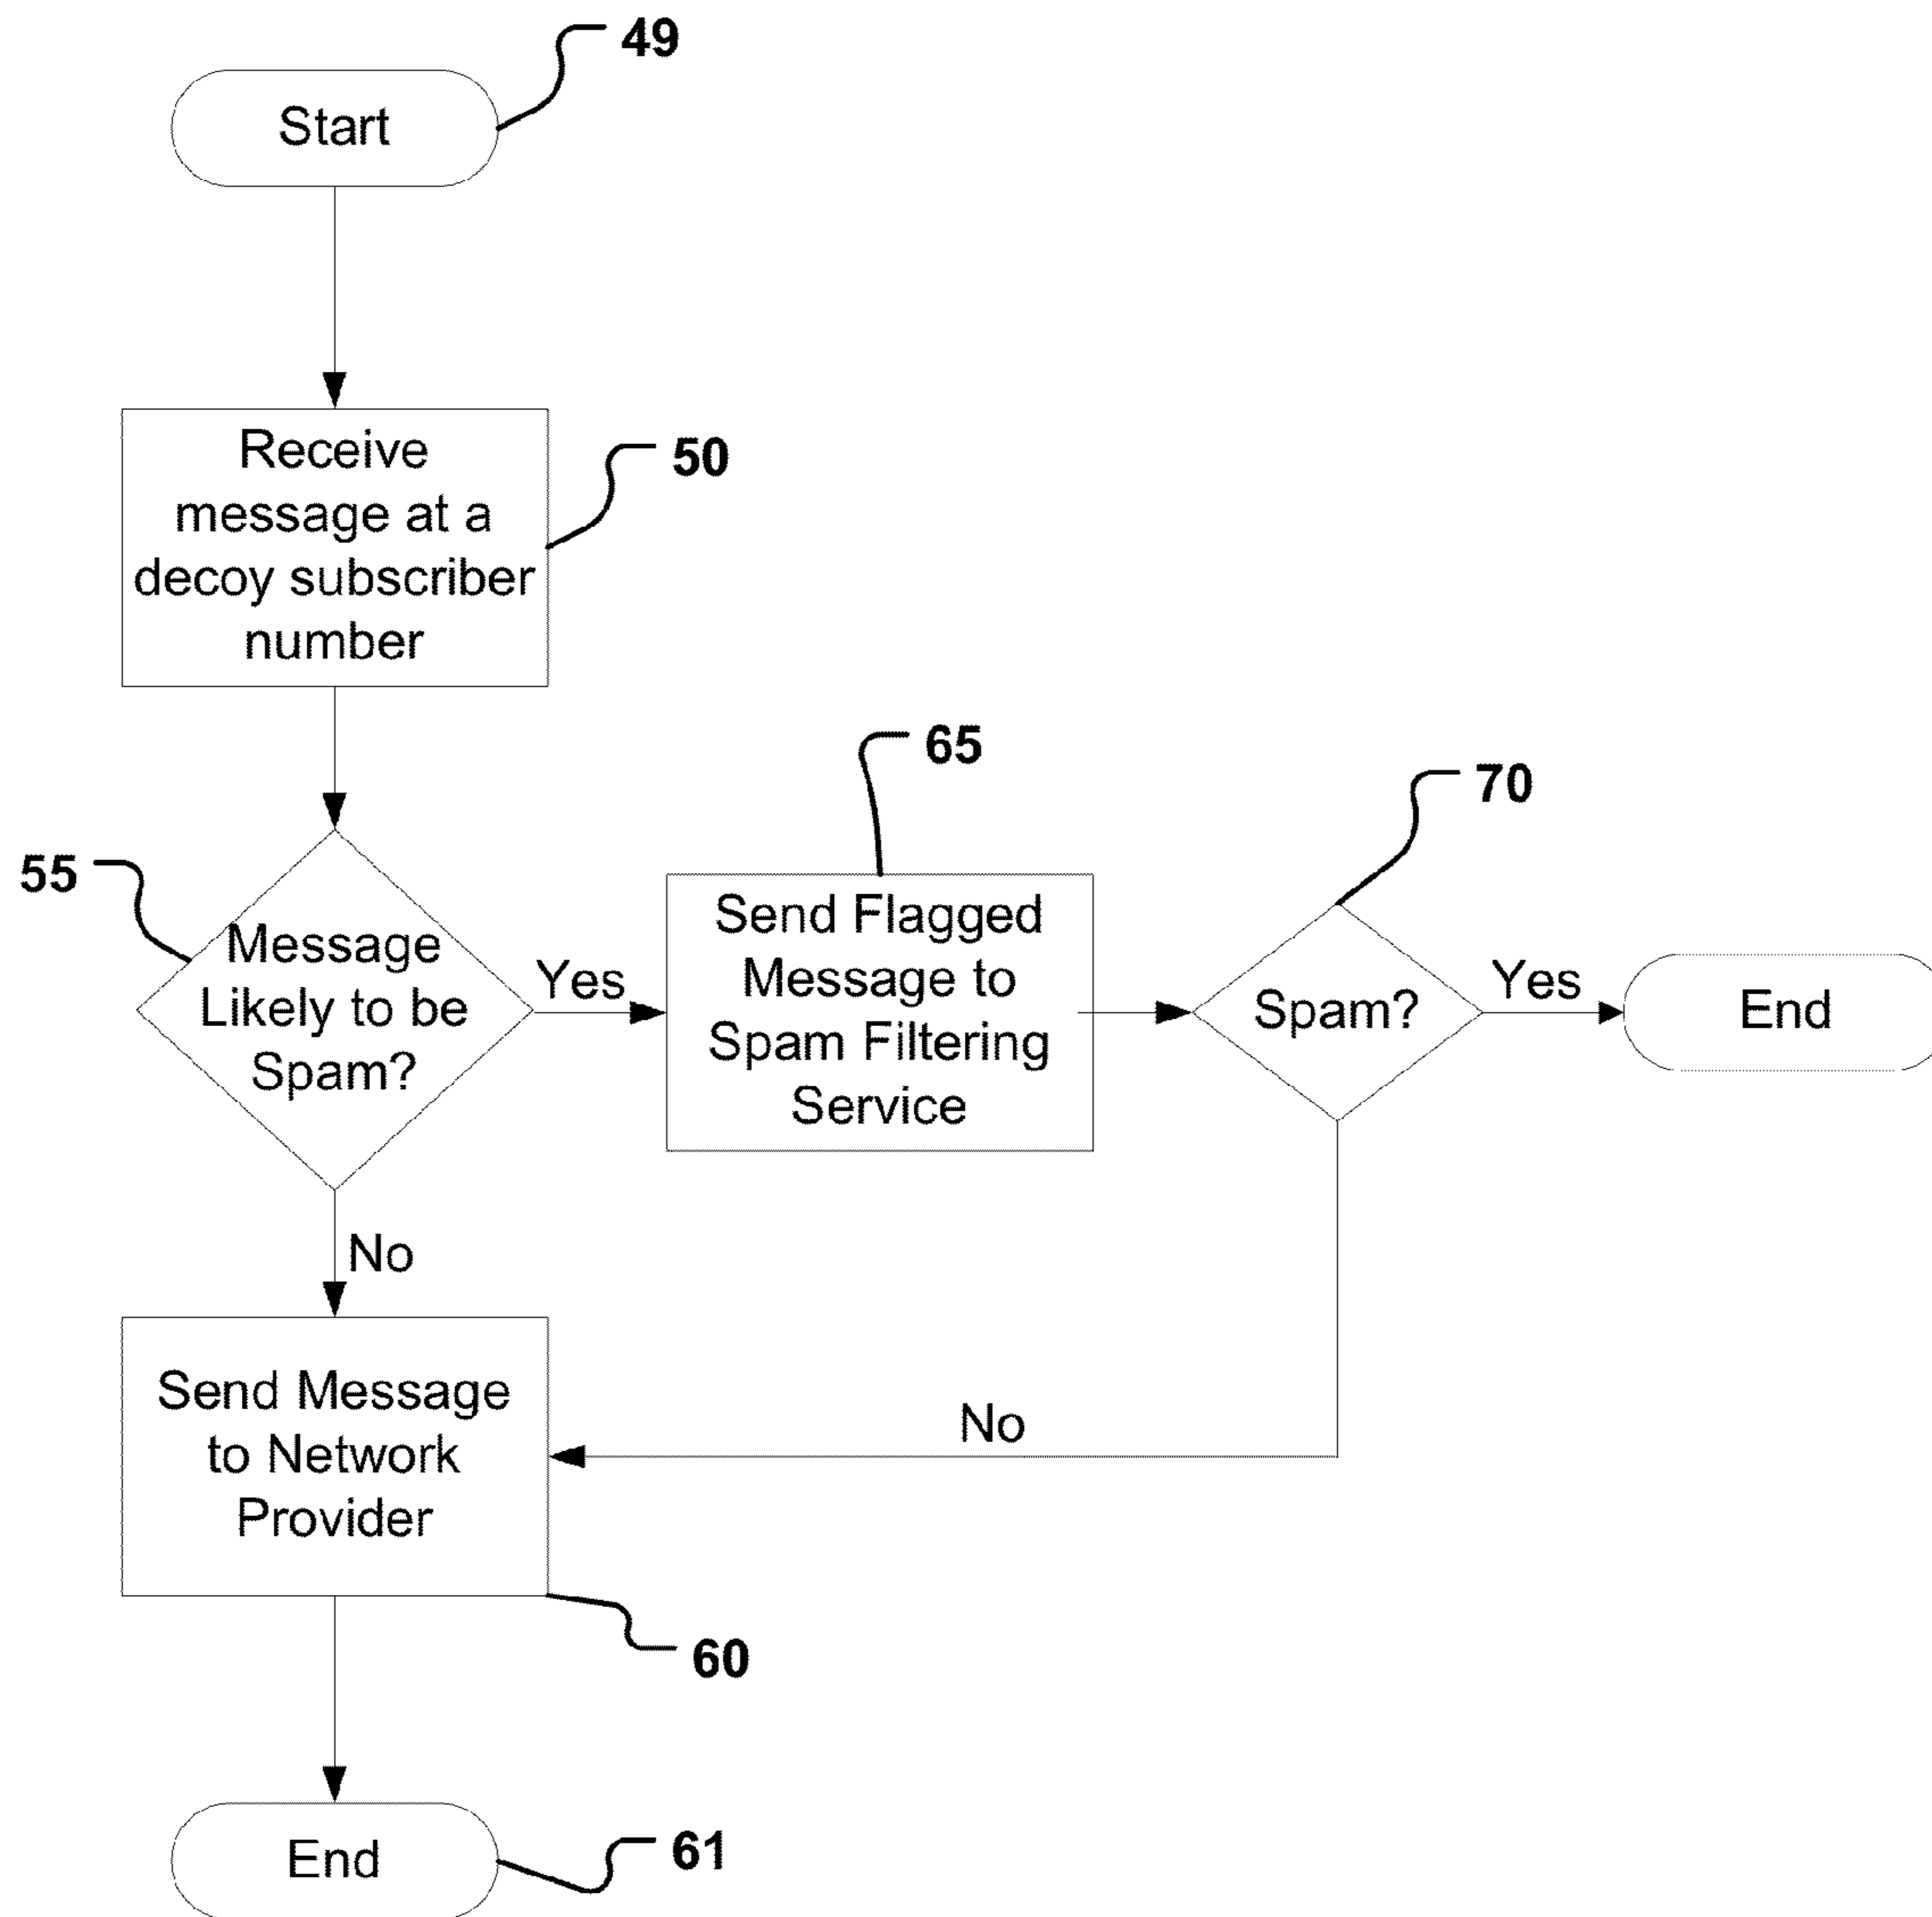 49
Start
Receive
message at a
decoy subscriber
number
50
65
70
55
Message
Likely to be
Spam?
Yes
Send Flagged
Message to
Spam Filtering
Service
Spam?
Yes
End
No
Send Message
to Network
Provider
No
60
End
61